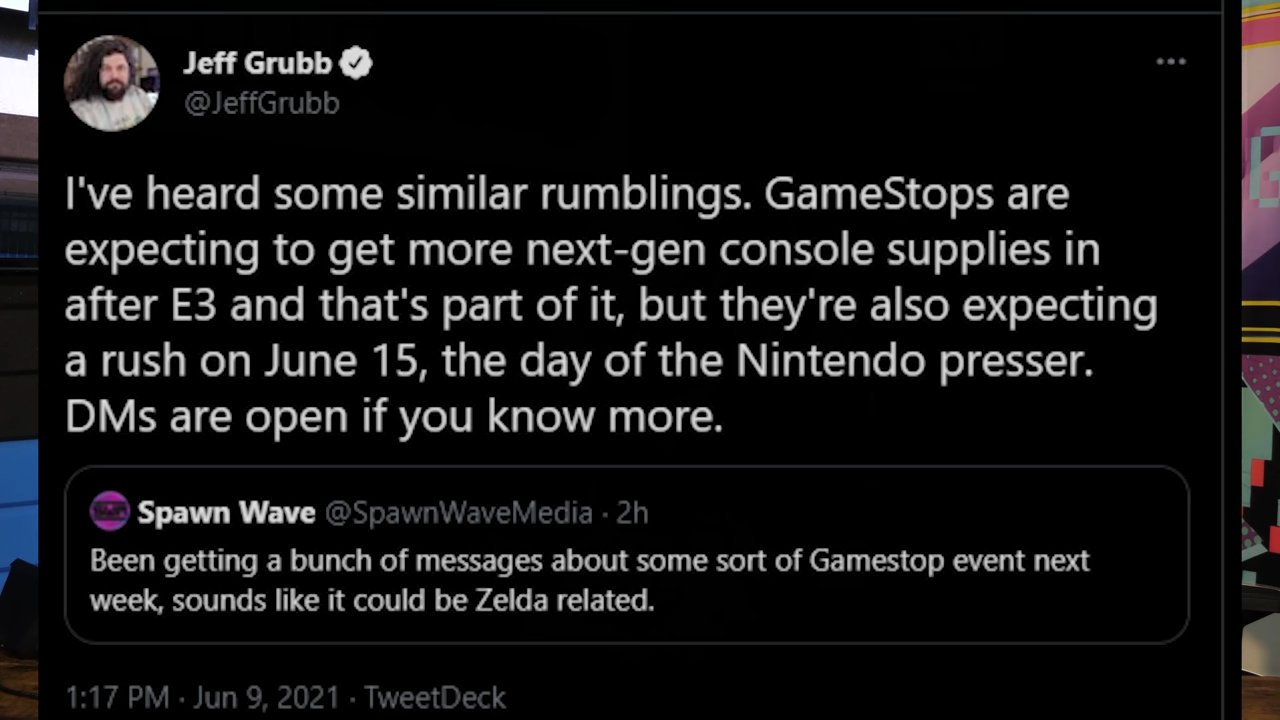 Jeff Grubb
@JeffGrubb
I've heard some similar rumblings. GameStops are
expecting to get more next-gen console supplies in
after E3 and that's part of it, but they're also expecting
a rush on June 15, the day of the Nintendo presser.
DMs are open if you know more.
Spawn Wave @SpawnWaveMedia · 2h
Been getting a bunch of messages about some sort of Gamestop event next
week, sounds like it could be Zelda related.
1:17 PM · Jun 9, 2021 · TweetDeck